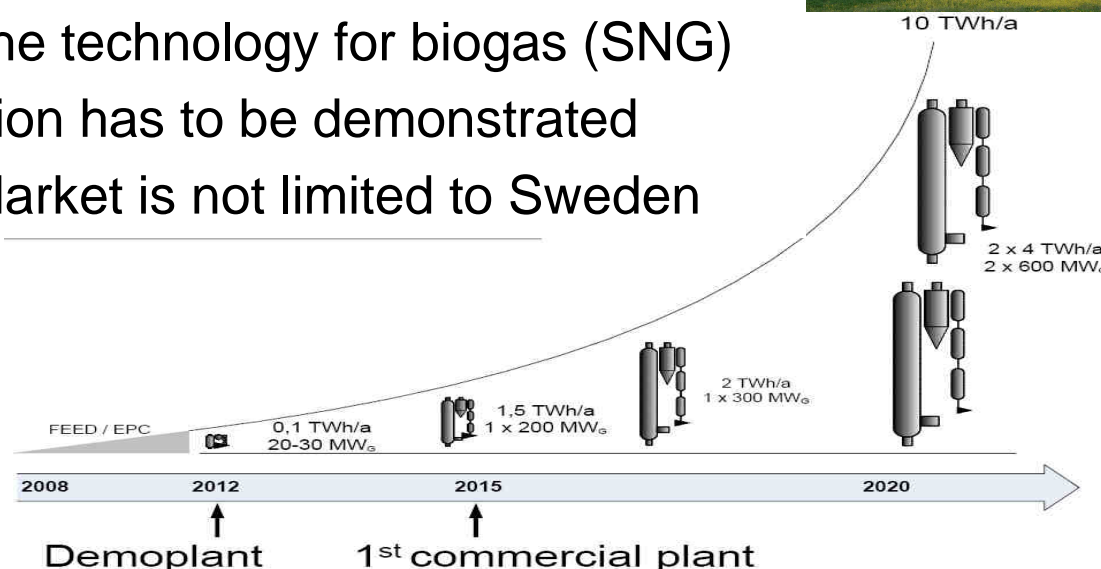 ne technology for biogas (SNG)
ion has to be demonstrated
arket is not limited to Sweden
10 TWh/a
2 x 4 TWh/a
2 x 600 MW
2 TWh/a
1 x 300 MWG
1,5 TWh/a
1 x 200 MWG
FEED / EPC
0,1 TWh/a
20-30 MWG
2008 2012 2015 2020
Demoplant 1st commercial plant